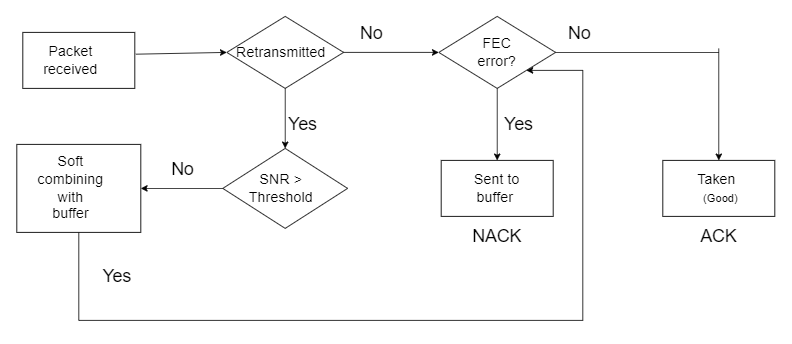 Packet
received
Retransmitted
No
FEC
error?
No
Yes
Yes
Soft
combining
with
buffer
No
SNR >
Threshold
Sent to
buffer
Taken
(Good)
NACK
ACK
Yes